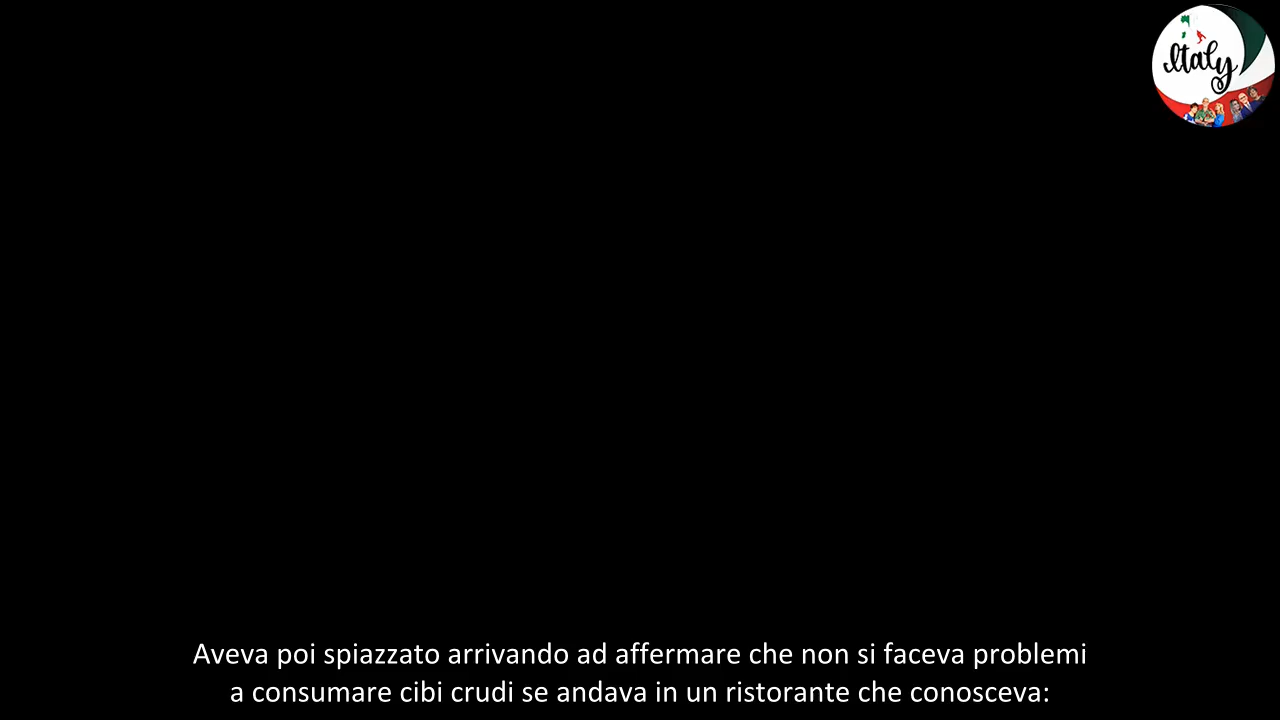 Italy
Aveva poi spiazzato arrivando ad affermare che non si faceva problemi
a consumare cibi crudi se andava in un ristorante che conosceva: